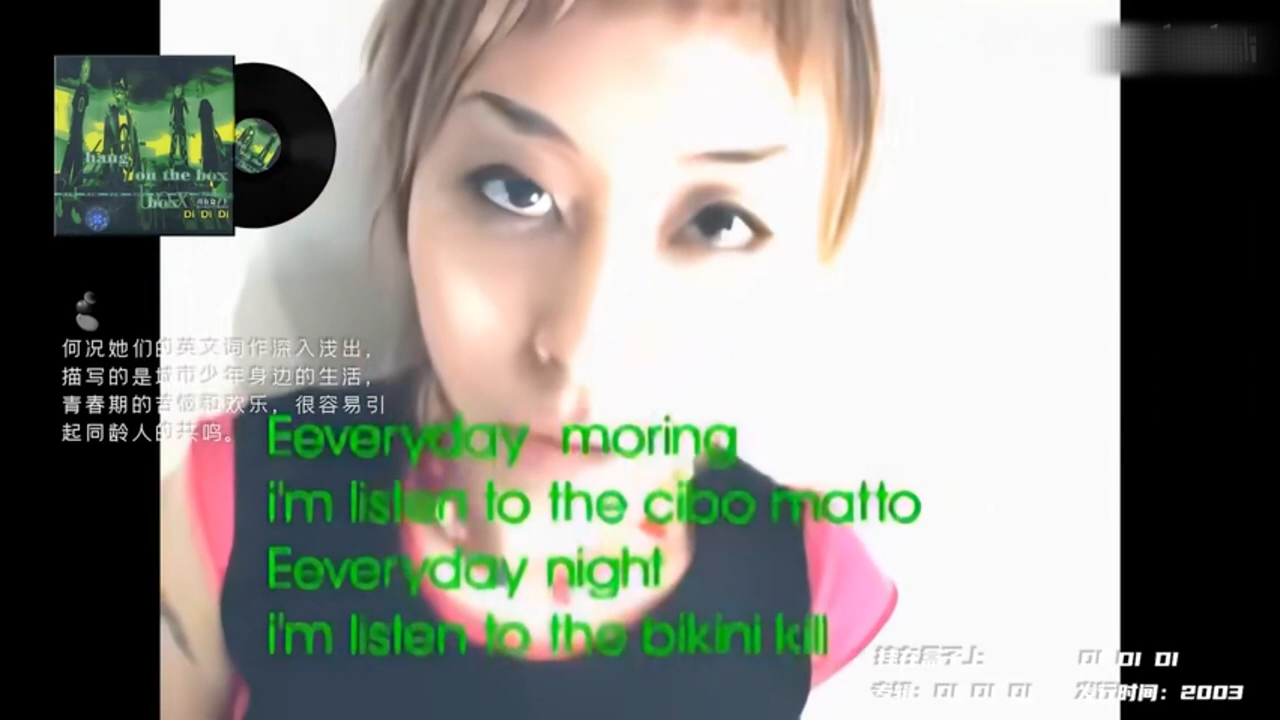 hang
on the box
boxX
Di Di Di
何况她们的英文词作深入浅出,
描写的是城市少年身边的生活,
青春期的苦恼和欢乐, 很容易引
起同龄人的共鸣。
Eeveryday moring
i'm listen to the cibo matto
Eeveryday night
i'm listen to the bikini kill
挂在盒子上 DI DI DI
专辑: DI DI DI 发行时间: 2003